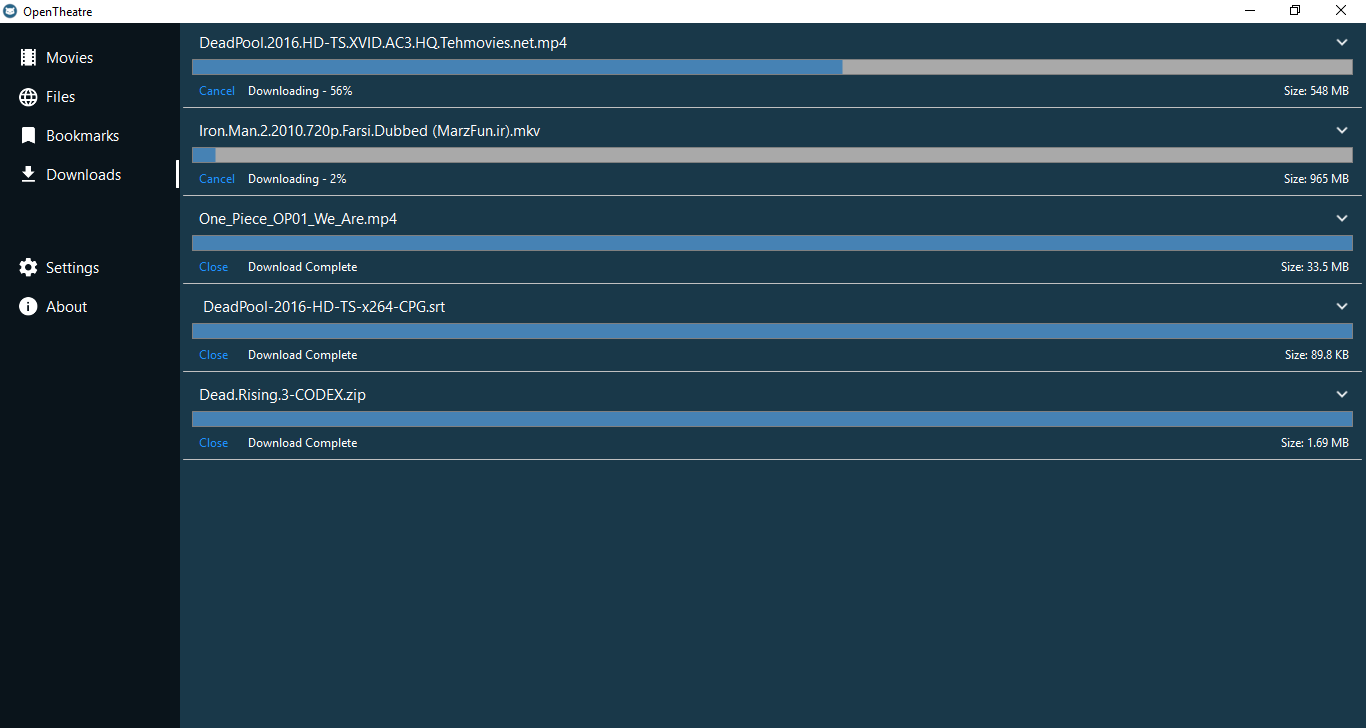 OpenTheatre
Movies
Files
Bookmarks
Downloads
Settings
About
DeadPool.2016.HD-TS.XVID.AC3.HQ.Tehmovies.net.mp4
Cancel Downloading - 56% Size: 548 MB
Iron.Man.2.2010.720p.Farsi.Dubbed (MarzFun.ir).mkv
Cancel Downloading - 2% Size: 965 MB
One_Piece_OP01_We_Are.mp4
Close Download Complete Size: 33.5 MB
DeadPool-2016-HD-TS-x264-CPG.srt
Close Download Complete Size: 89.8 KB
Dead.Rising.3-CODEX.zip
Close Download Complete Size: 1.69 MB